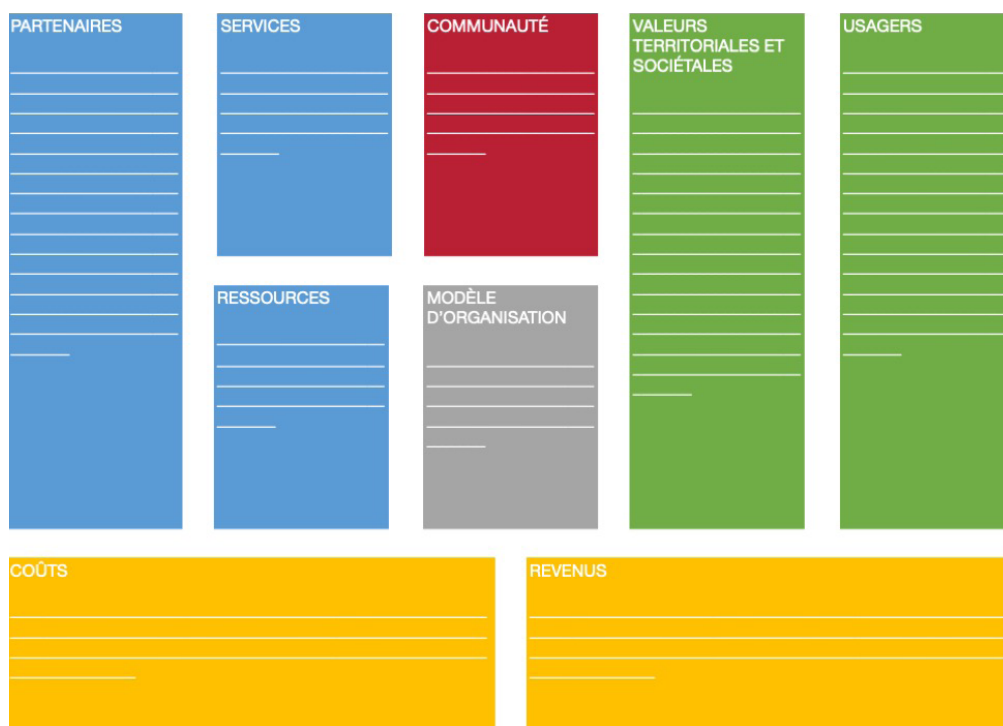 PARTENAIRES
SERVICES
COMMUNAUTÉ
VALEURS
TERRITORIALES ET
SOCIÉTALES
USAGERS
RESSOURCES
MODÈLE
D'ORGANISATION
COÛTS
REVENUS